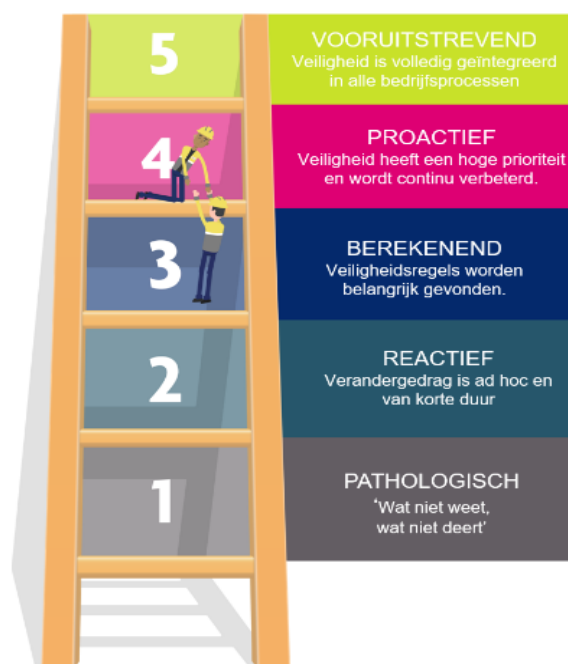 5
VOORUITSTREVEND
Veiligheid is volledig geïntegreerd
in alle bedrijfsprocessen
4
PROACTIEF
Veiligheid heeft een hoge prioriteit
en wordt continu verbeterd.
3
BEREKENEND
Veiligheidsregels worden
belangrijk gevonden.
2
REACTIEF
Verandergedrag is ad hoc en
van korte duur
1
PATHOLOGISCH
‘Wat niet weet,
wat niet deert’